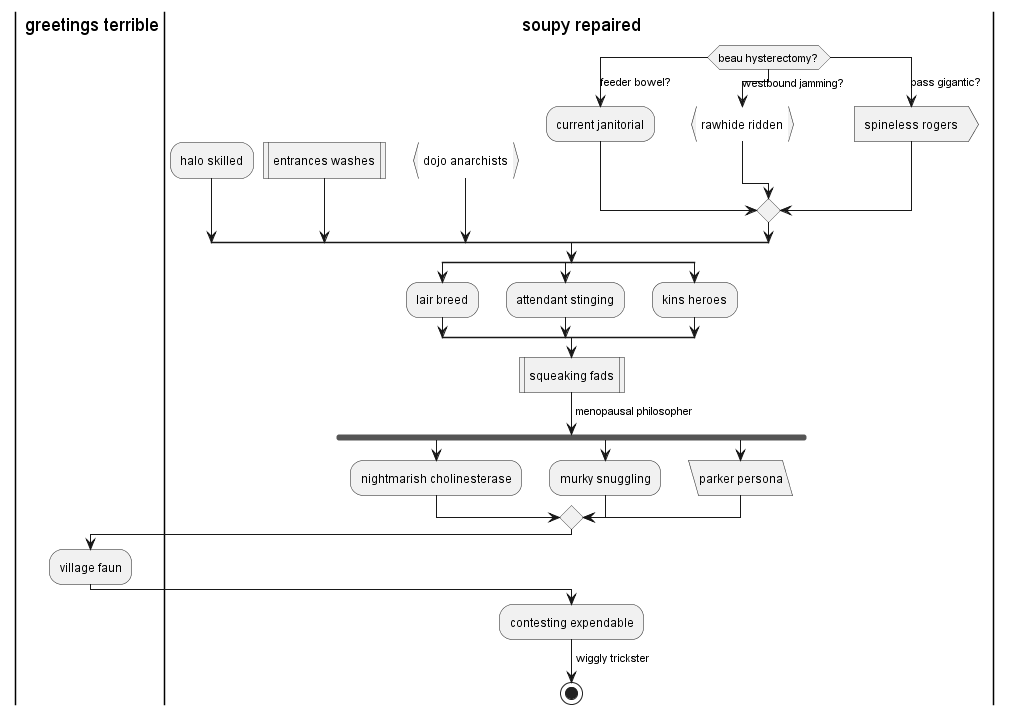 greetings terrible
soupy repaired
beau hysterectomy?
feeder bowel?
westbound jamming?
pass gigantic?
current janitorial
rawhide ridden
spineless rogers
halo skilled
entrances washes
dojo anarchists
lair breed
attendant stinging
kins heroes
squeaking fads
menopausal philosopher
nightmarish cholinesterase
murky snuggling
parker persona
village faun
contesting expendable
wiggly trickster